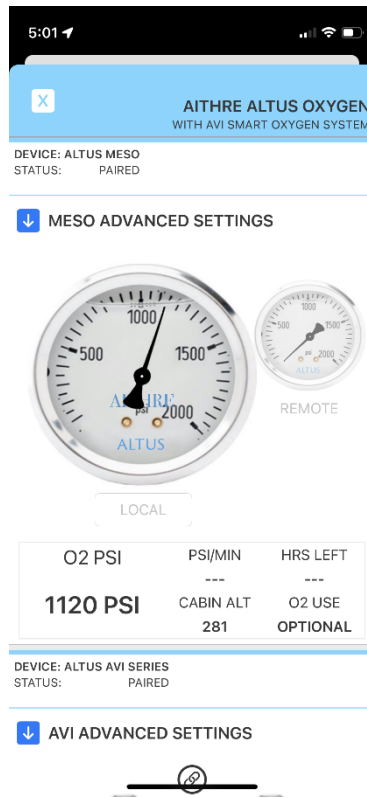 5:01
X
AITHRE ALTUS OXYGEN
WITH AVI SMART OXYGEN SYSTEM
DEVICE: ALTUS MESO
STATUS: PAIRED
MESO ADVANCED SETTINGS
1000
500 1500
AITHRE
psi 2000
ALTUS
1000
500 1500
psi 2000
ALTUS
REMOTE
LOCAL
O2 PSI PSI/MIN HRS LEFT
--- ---
1120 PSI CABIN ALT O2 USE
281 OPTIONAL
DEVICE: ALTUS AVI SERIES
STATUS: PAIRED
AVI ADVANCED SETTINGS